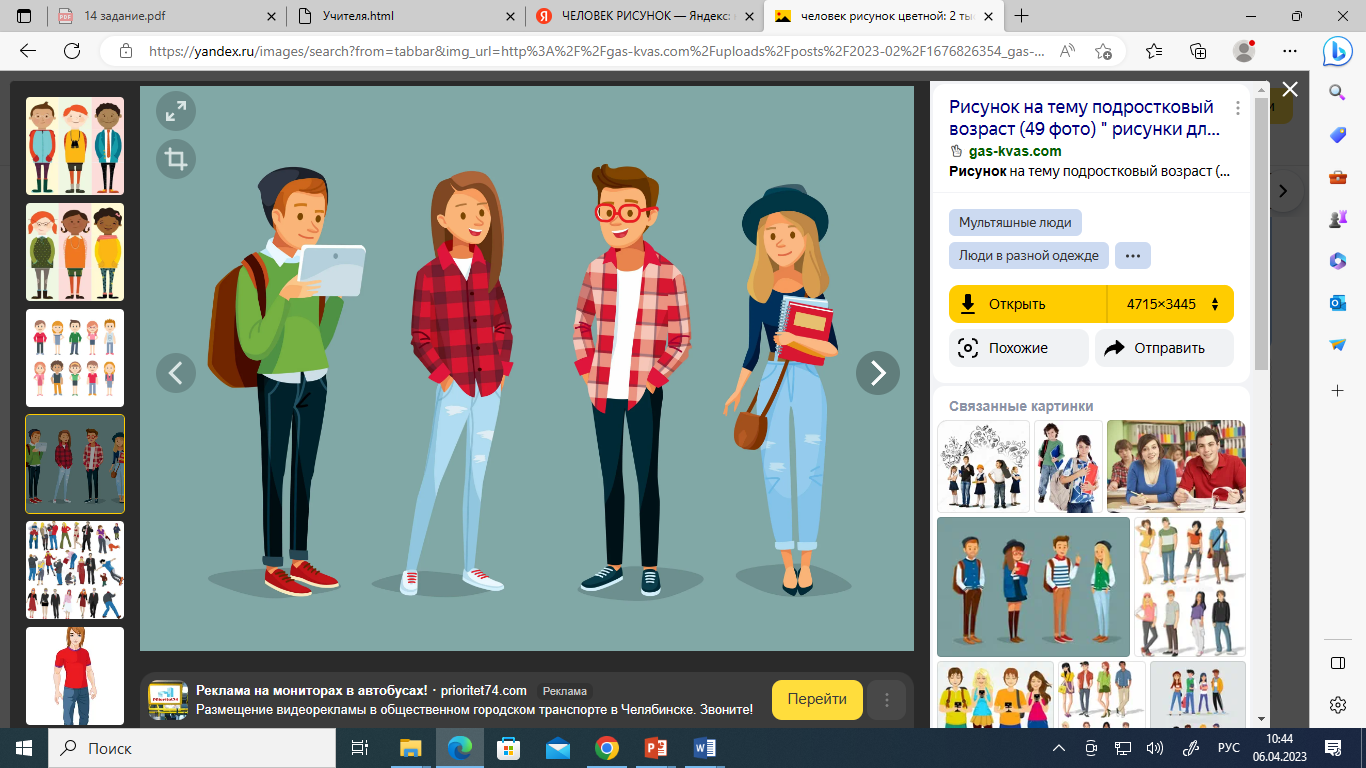 14 задание.pdf
Учителя.html
ЧЕЛОВЕК РИСУНОК — Яндекс:
человек рисунок цветной: 2 ты
https://yandex.ru/images/search?from=tabbar&img_url=http%3A%2F%2Fgas-kvas.com%2Fuploads%2Fposts%2F2023-02%2F1676826354_gas-...
Рисунок на тему подростковый
возраст (49 фото) " рисунки дл...
gas-kvas.com
Рисунок на тему подростковый возраст (...
Мультяшные люди
Люди в разной одежде
Открыть
4715×3445
Похожие
Отправить
Связанные картинки
Реклама на мониторах в автобусах! · prioritet74.com Реклама
Размещение видеорекламы в общественном городском транспорте в Челябинске. Звоните!
Перейти
Поиск
РУС
10:44
06.04.2023